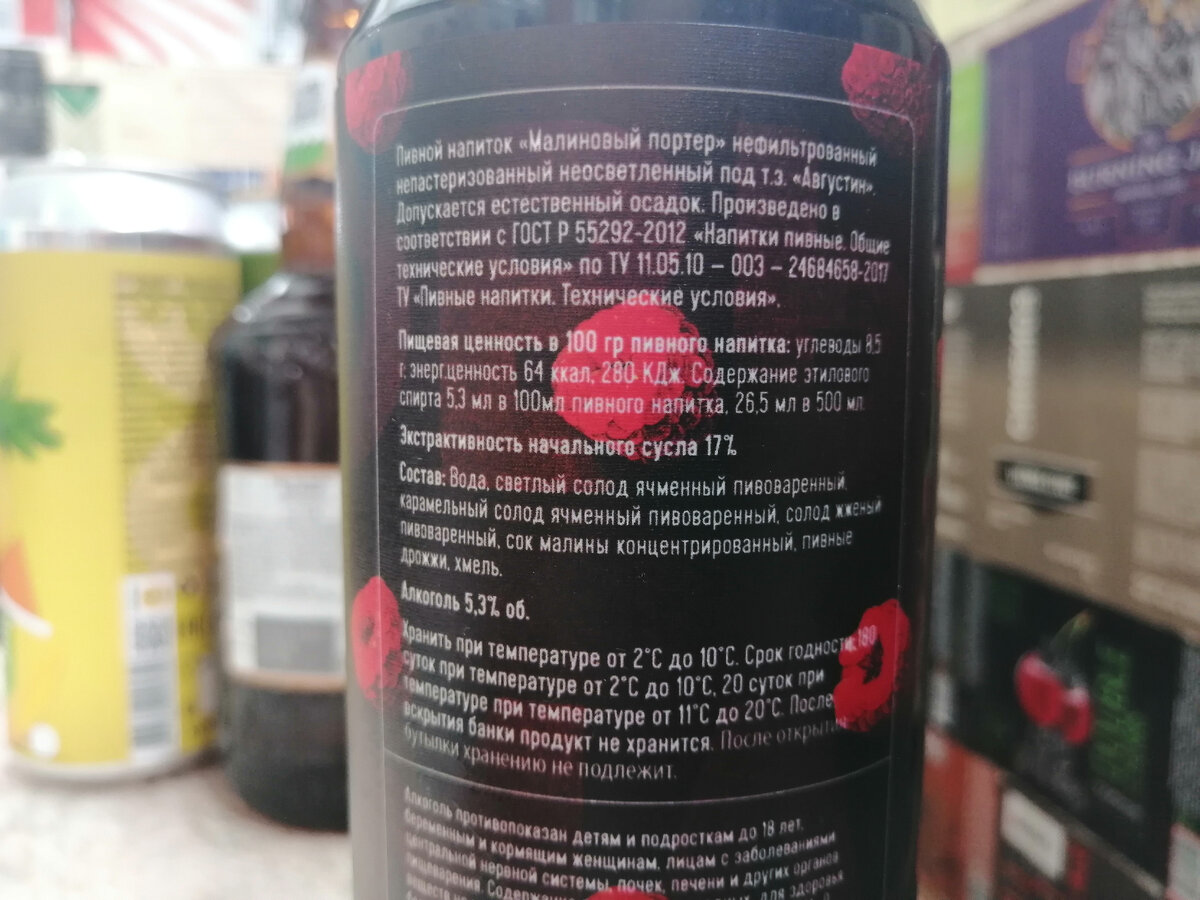 Пивной напиток «Малиновый портер» нефильтрованный
непастеризованный неосветленный под т.з. «Августин».
Допускается естественный осадок. Произведено в
соответствии с ГОСТ Р 55292-2012 «Напитки пивные. Общие
технические условия» по ТУ 11.05.10 – 003 – 24684658-2017
ТУ «Пивные напитки. Технические условия».
Пищевая ценность в 100 гр пивного напитка: углеводы 8,5
г, энерг.ценность 64 ккал, 280 КДж. Содержание этилового
спирта 5,3 мл в 100мл пивного напитка, 26,5 мл в 500 мл.
Экстрактивность начального сусла 17%
Состав: Вода, светлый солод ячменный пивоваренный,
карамельный солод ячменный пивоваренный, солод жженый
пивоваренный, сок малины концентрированный, пивные
дрожжи, хмель.
Алкоголь 5,3% об.
Хранить при температуре от 2°С до 10°С. Срок годности 180
суток при температуре от 2°С до 10°С, 20 суток при
температуре при температуре от 11°С до 20°С. После
вскрытия банки продукт не хранится. После открытия
бутылки хранению не подлежит.
Алкоголь противопоказан детям и подросткам до 18 лет,
беременным и кормящим женщинам, лицам с заболеваниями
центральной нервной системы, почек, печени и других органов
пищеварения. Содержание для здоровья